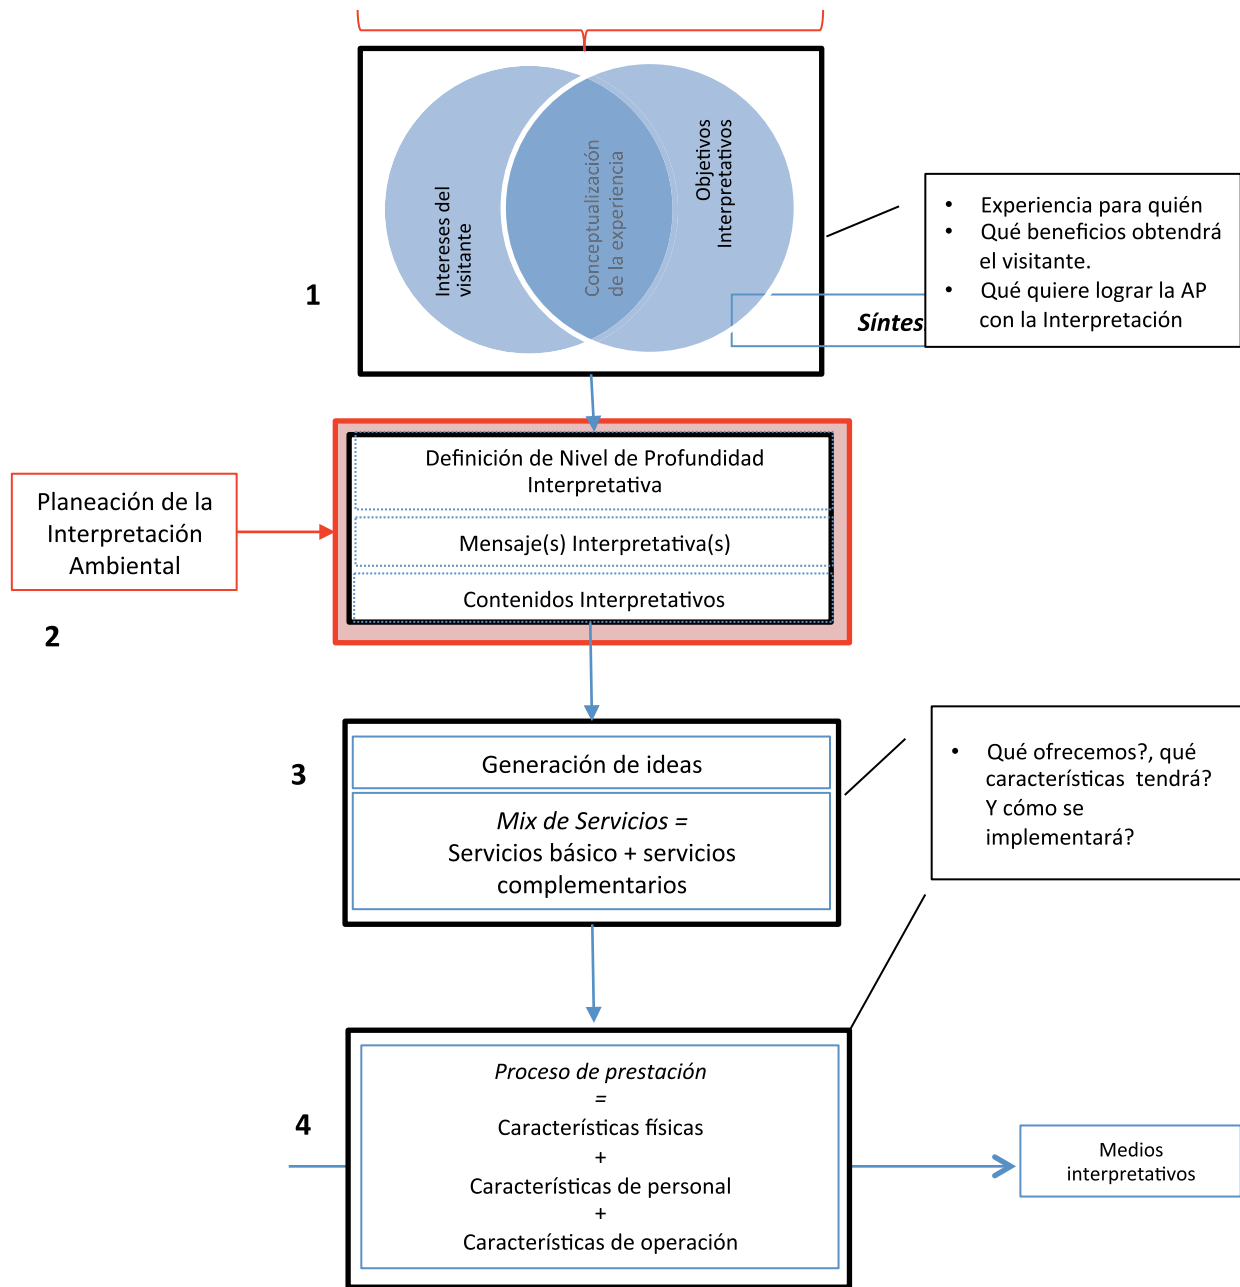 Intereses del
visitante
Conceptualización
de la experiencia
Objetivos
Interpretativos
1
• Experiencia para quién
• Qué beneficios obtendrá
el visitante.
• Qué quiere lograr la AP
con la Interpretación
Definición de Nivel de Profundidad
Interpretativa
Mensaje(s) Interpretativa(s)
Contenidos Interpretativos
Planeación de la
Interpretación
Ambiental
2
3
Generación de ideas
Mix de Servicios =
Servicios básico + servicios
complementarios
• Qué ofrecemos?, qué
características tendrá?
Y cómo se
implementará?
4
Proceso de prestación
=
Características físicas
+
Características de personal
+
Características de operación
Medios
interpretativos